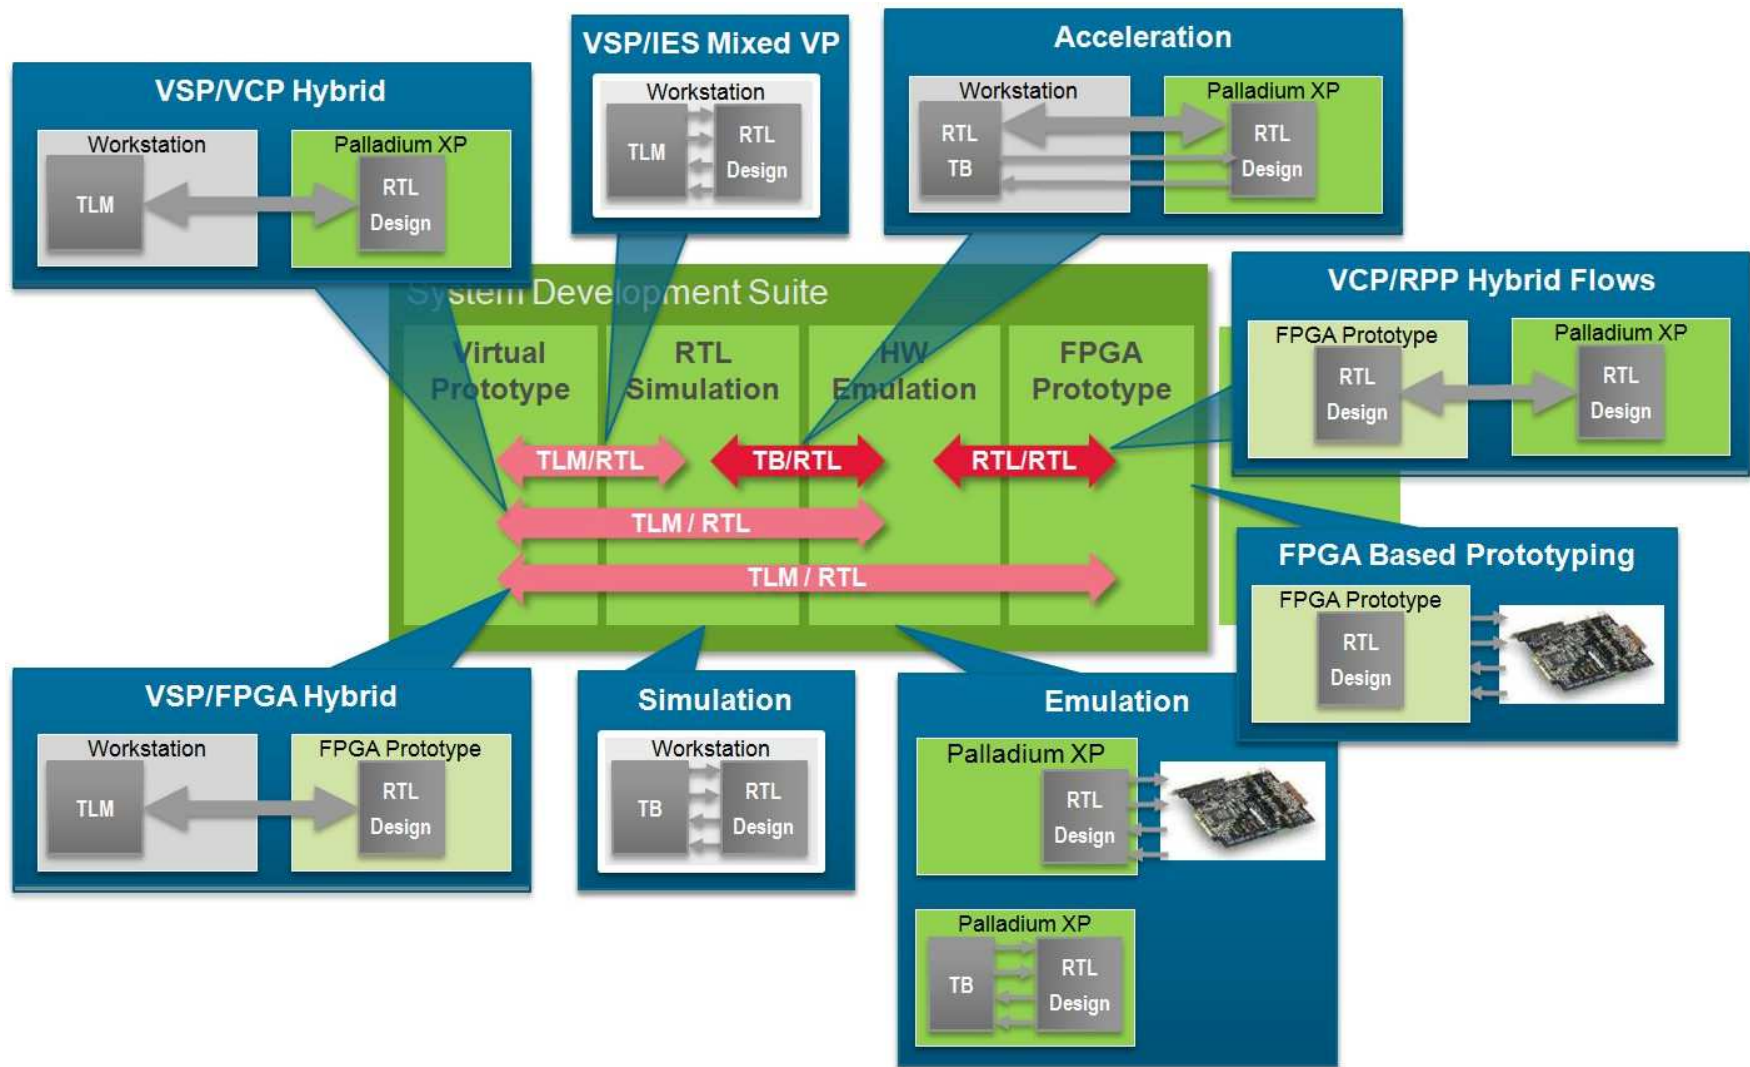 VSP/VCP Hybrid
Workstation
TLM
Palladium XP
RTL
Design
VSP/IES Mixed VP
Workstation
TLM
RTL
Design
Acceleration
Workstation
RTL
TB
Palladium XP
RTL
Design
VCP/RPP Hybrid Flows
FPGA Prototype
RTL
Design
Palladium XP
RTL
Design
System Development Suite
Virtual
Prototype
RTL
Simulation
HW
Emulation
FPGA
Prototype
TLM/RTL
TB/RTL
RTL/RTL
TLM / RTL
TLM / RTL
FPGA Based Prototyping
FPGA Prototype
RTL
Design
VSP/FPGA Hybrid
Workstation
TLM
FPGA Prototype
RTL
Design
Simulation
Workstation
TB
RTL
Design
Emulation
Palladium XP
RTL
Design
Palladium XP
TB
RTL
Design